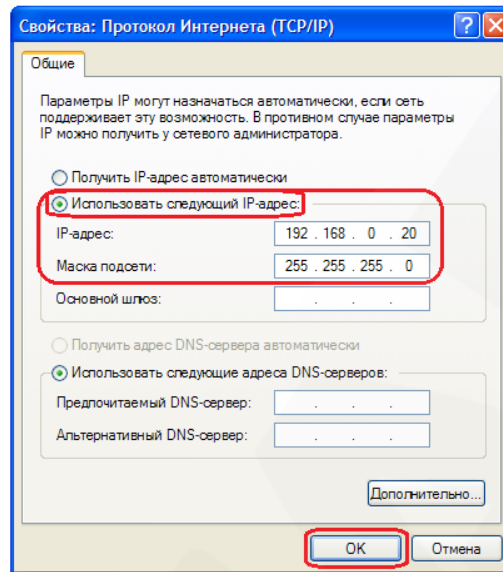 Свойства: Протокол Интернета (TCP/IP)
Общие
Параметры IP могут назначаться автоматически, если сеть
поддерживает эту возможность. В противном случае параметры
IP можно получить у сетевого администратора.
Получить IP-адрес автоматически
Использовать следующий IP-адрес:
IP-адрес: 192 . 168 . 0 . 20
Маска подсети: 255 . 255 . 255 . 0
Основной шлюз: . . .
Получить адрес DNS-сервера автоматически
Использовать следующие адреса DNS-серверов:
Предпочитаемый DNS-сервер: . . .
Альтернативный DNS-сервер: . . .
Дополнительно...
OK Отмена